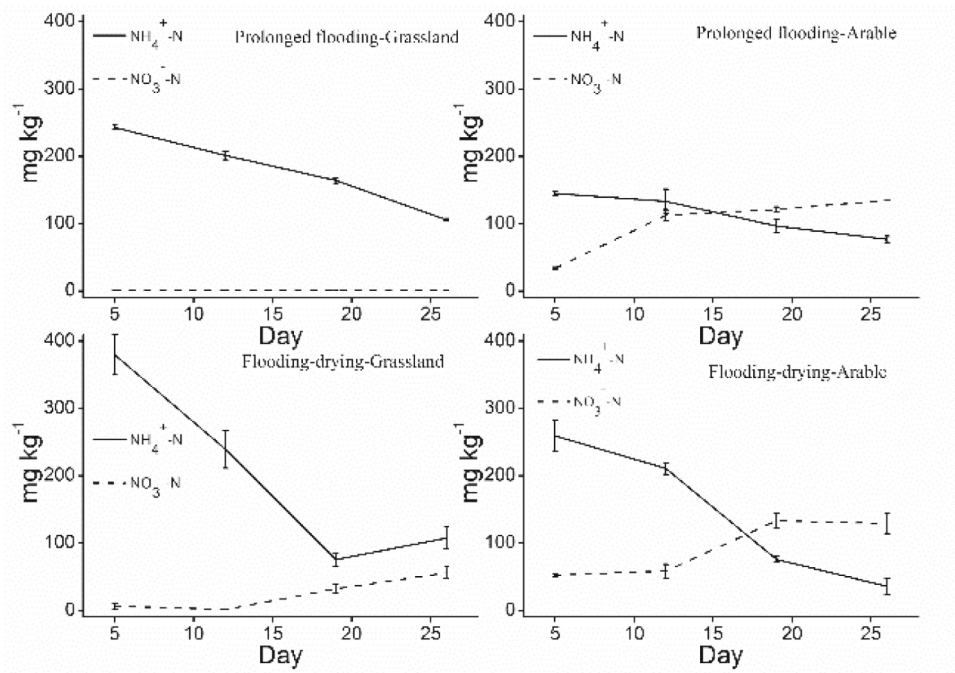 400
NH4+-N
Prolonged flooding-Grassland
NO3--N
300
200
100
0
mg kg-1
5 10 15 20 25
Day
400
NH4+-N
Prolonged flooding-Arable
NO3--N
300
200
100
0
mg kg-1
5 10 15 20 25
Day
400
Flooding-drying-Grassland
300
NH4+-N
NO3--N
200
100
0
mg kg-1
5 10 15 20 25
Day
400
NH4+-N
Flooding-drying-Arable
NO3--N
300
200
100
0
mg kg-1
5 10 15 20 25
Day